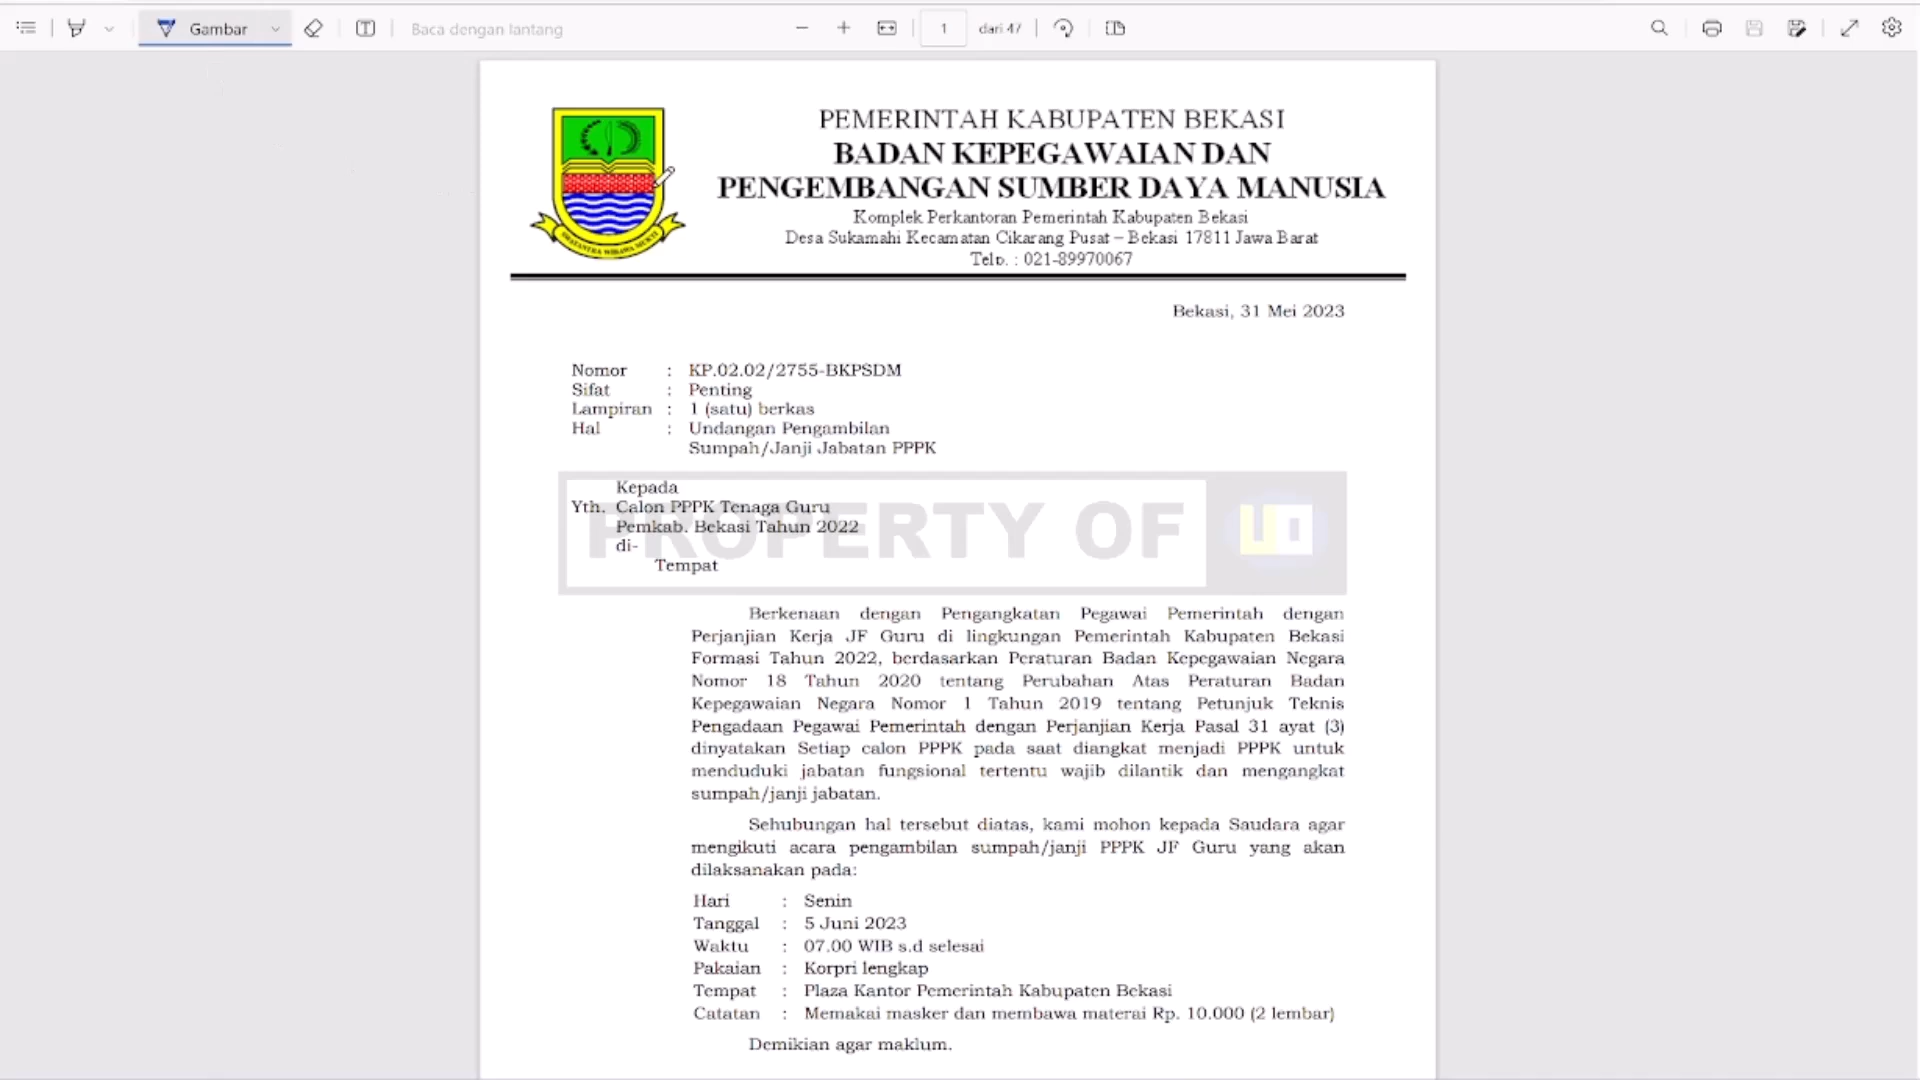 Gambar
Baca dengan lantang
1 dari 47
PEMERINTAH KABUPATEN BEKASI
BADAN KEPEGAWAIAN DAN
PENGEMBANGAN SUMBER DAYA MANUSIA
Komplek Perkantoran Pemerintah Kabupaten Bekasi
Desa Sukamahi Kecamatan Cikarang Pusat – Bekasi 17811 Jawa Barat
Telp. : 021-89970067
SWATANTRA WIBAWA MUKTI
Bekasi, 31 Mei 2023
Nomor : KP.02.02/2755-BKPSDM
Sifat : Penting
Lampiran : 1 (satu) berkas
Hal : Undangan Pengambilan
Sumpah/Janji Jabatan PPPK
Kepada
Yth. Calon PPPK Tenaga Guru
Pemkab. Bekasi Tahun 2022
di-
Tempat
PROPERTY OF UD
Berkenaan dengan Pengangkatan Pegawai Pemerintah dengan
Perjanjian Kerja JF Guru di lingkungan Pemerintah Kabupaten Bekasi
Formasi Tahun 2022, berdasarkan Peraturan Badan Kepegawaian Negara
Nomor 18 Tahun 2020 tentang Perubahan Atas Peraturan Badan
Kepegawaian Negara Nomor 1 Tahun 2019 tentang Petunjuk Teknis
Pengadaan Pegawai Pemerintah dengan Perjanjian Kerja Pasal 31 ayat (3)
dinyatakan Setiap calon PPPK pada saat diangkat menjadi PPPK untuk
menduduki jabatan fungsional tertentu wajib dilantik dan mengangkat
sumpah/janji jabatan.
Sehubungan hal tersebut diatas, kami mohon kepada Saudara agar
mengikuti acara pengambilan sumpah/janji PPPK JF Guru yang akan
dilaksanakan pada:
Hari : Senin
Tanggal : 5 Juni 2023
Waktu : 07.00 WIB s.d selesai
Pakaian : Korpri lengkap
Tempat : Plaza Kantor Pemerintah Kabupaten Bekasi
Catatan : Memakai masker dan membawa materai Rp. 10.000 (2 lembar)
Demikian agar maklum.